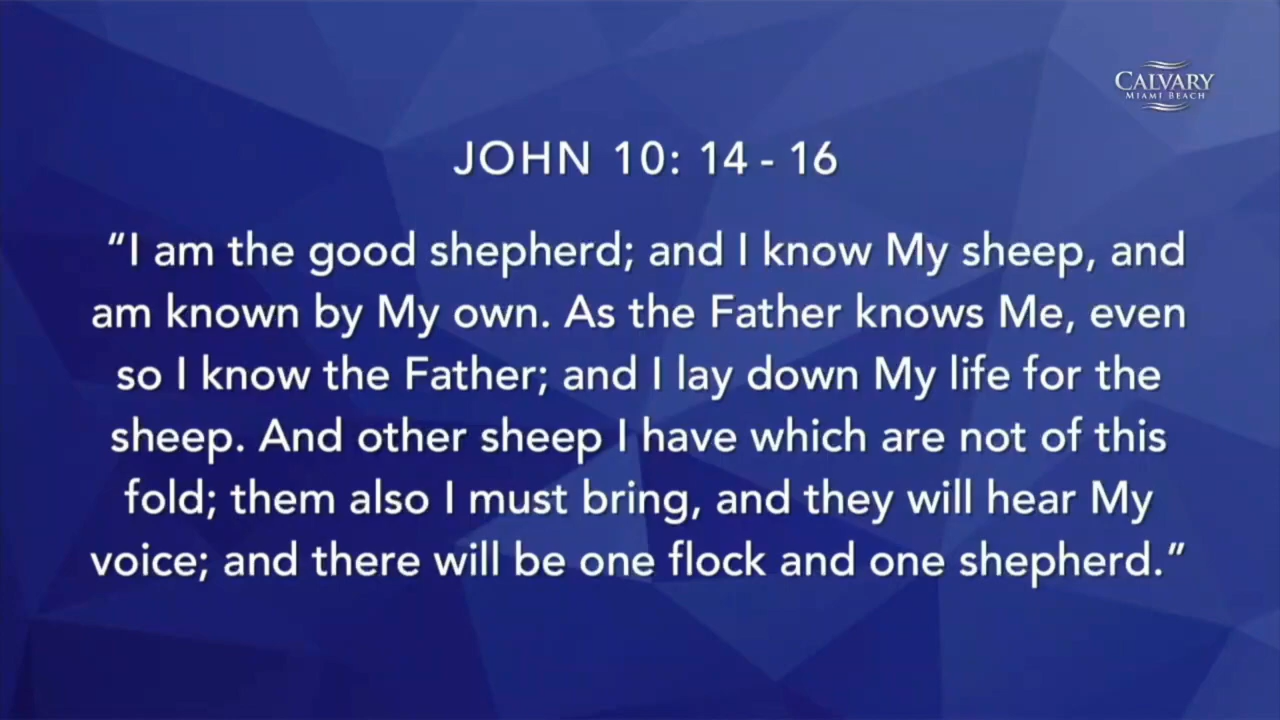 CALVARY
MIAMI BEACH
JOHN 10: 14 - 16
“I am the good shepherd; and I know My sheep, and
am known by My own. As the Father knows Me, even
so I know the Father; and I lay down My life for the
sheep. And other sheep I have which are not of this
fold; them also I must bring, and they will hear My
voice; and there will be one flock and one shepherd.”